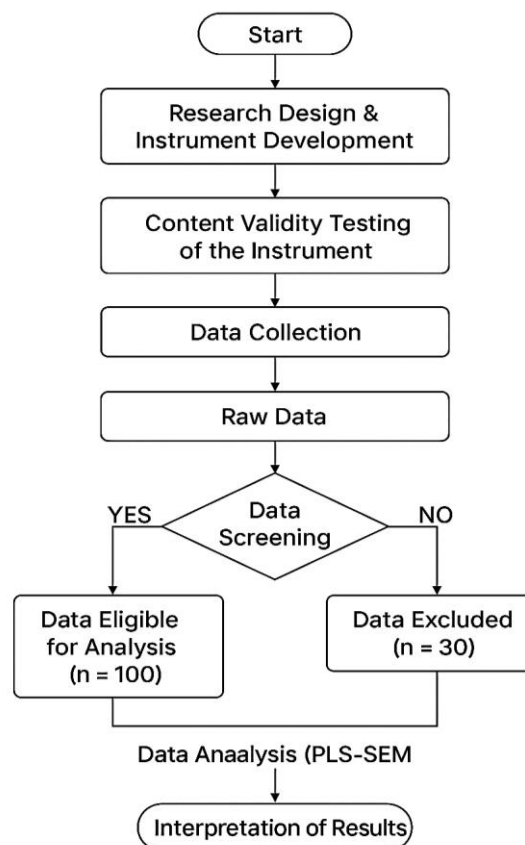 Start
Research Design &
Instrument Development
Content Validity Testing
of the Instrument
Data Collection
Raw Data
Data
Screening
YES
NO
Data Eligible
for Analysis
(n = 100)
Data Excluded
(n = 30)
Data Anaalysis (PLS-SEM
Interpretation of Results